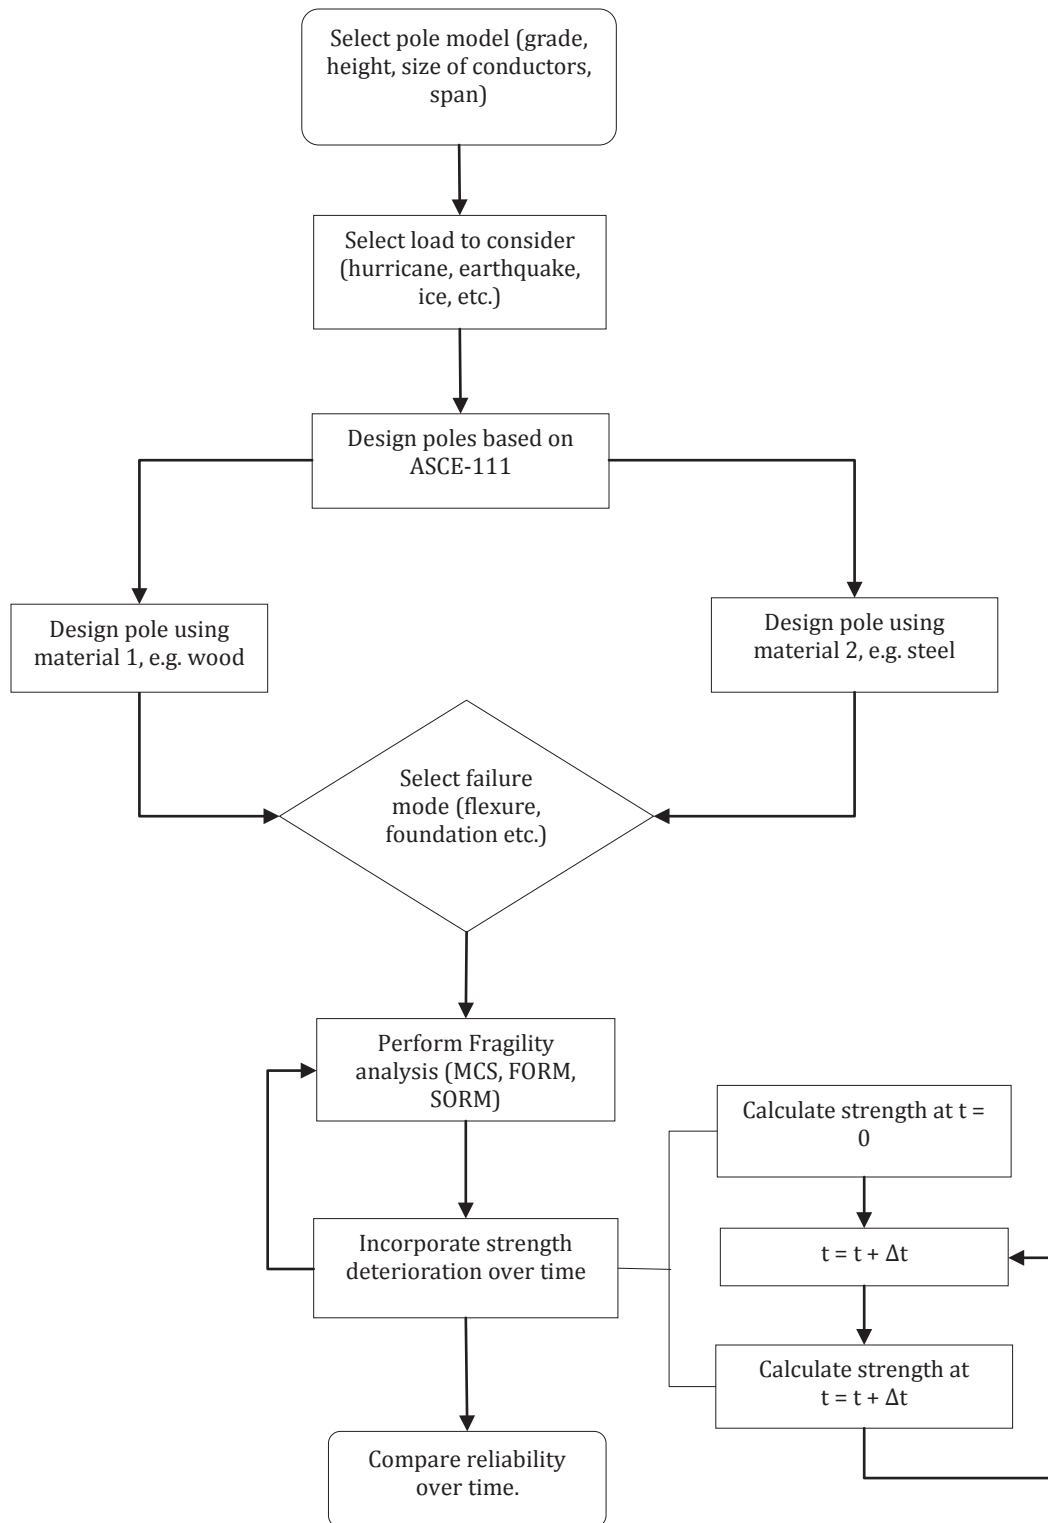 Select pole model (grade,
height, size of conductors,
span)
Select load to consider
(hurricane, earthquake,
ice, etc.)
Design poles based on
ASCE-111
Design pole using
material 1, e.g. wood
Design pole using
material 2, e.g. steel
Select failure
mode (flexure,
foundation etc.)
Perform Fragility
analysis (MCS, FORM,
SORM)
Calculate strength at t =
0
Incorporate strength
deterioration over time
t = t + Δt
Calculate strength at
t = t + Δt
Compare reliability
over time.